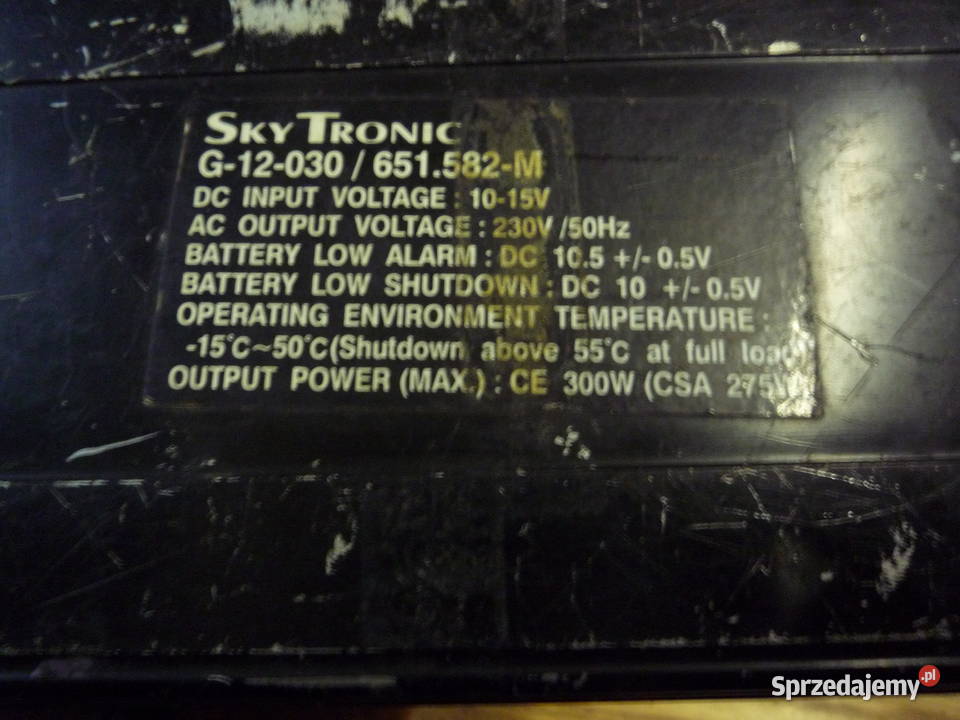 SKY TRONIC
G-12-030 / 651.582-M
DC INPUT VOLTAGE : 10-15V
AC OUTPUT VOLTAGE : 230V /50Hz
BATTERY LOW ALARM : DC 10.5 +/- 0.5V
BATTERY LOW SHUTDOWN : DC 10 +/- 0.5V
OPERATING ENVIRONMENT TEMPERATURE :
-15°C~50°C(Shutdown above 55°C at full load)
OUTPUT POWER (MAX.) : CE 300W (CSA 275W)
Sprzedajemy.pl